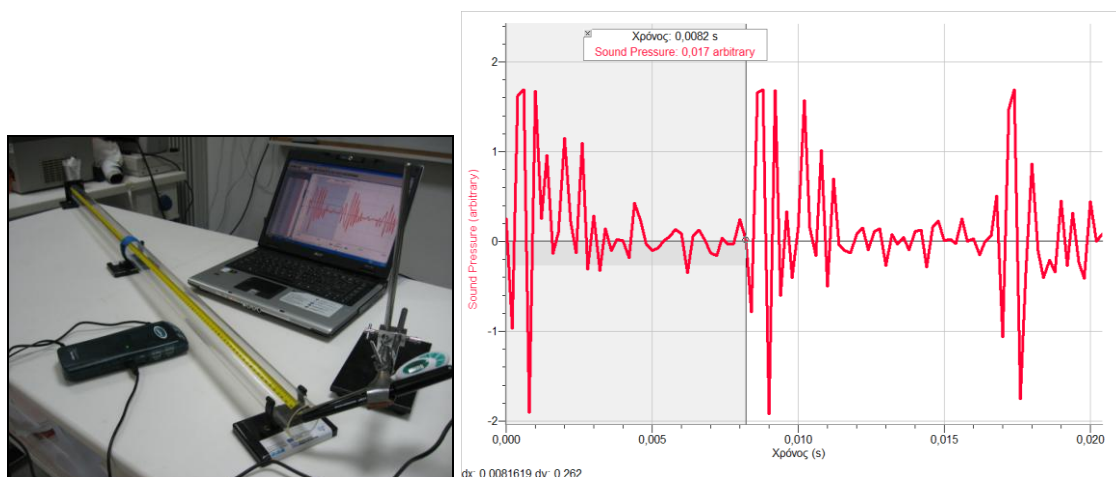 Χρόνος: 0,0082 s
Sound Pressure: 0,017 arbitrary
Sound Pressure (arbitrary)
2
1
0
-1
-2
0,000
0,005
0,010
0,015
0,020
Χρόνος (s)
dx: 0,0081619 dy: 0,262